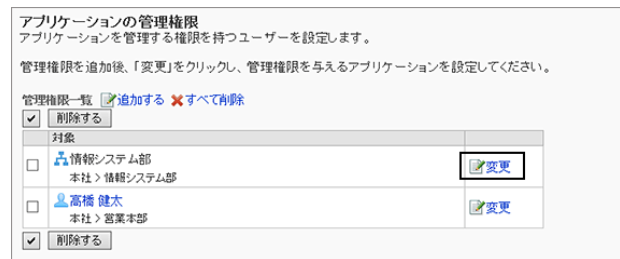 アプリケーションの管理権限
アプリケーションを管理する権限を持つユーザーを設定します。
管理権限を追加後、「変更」をクリックし、管理権限を与えるアプリケーションを設定してください。
管理権限一覧 追加する すべて削除
削除する
対象
情報システム部 変更
本社 > 情報システム部
高橋 健太 変更
本社 > 営業本部
削除する